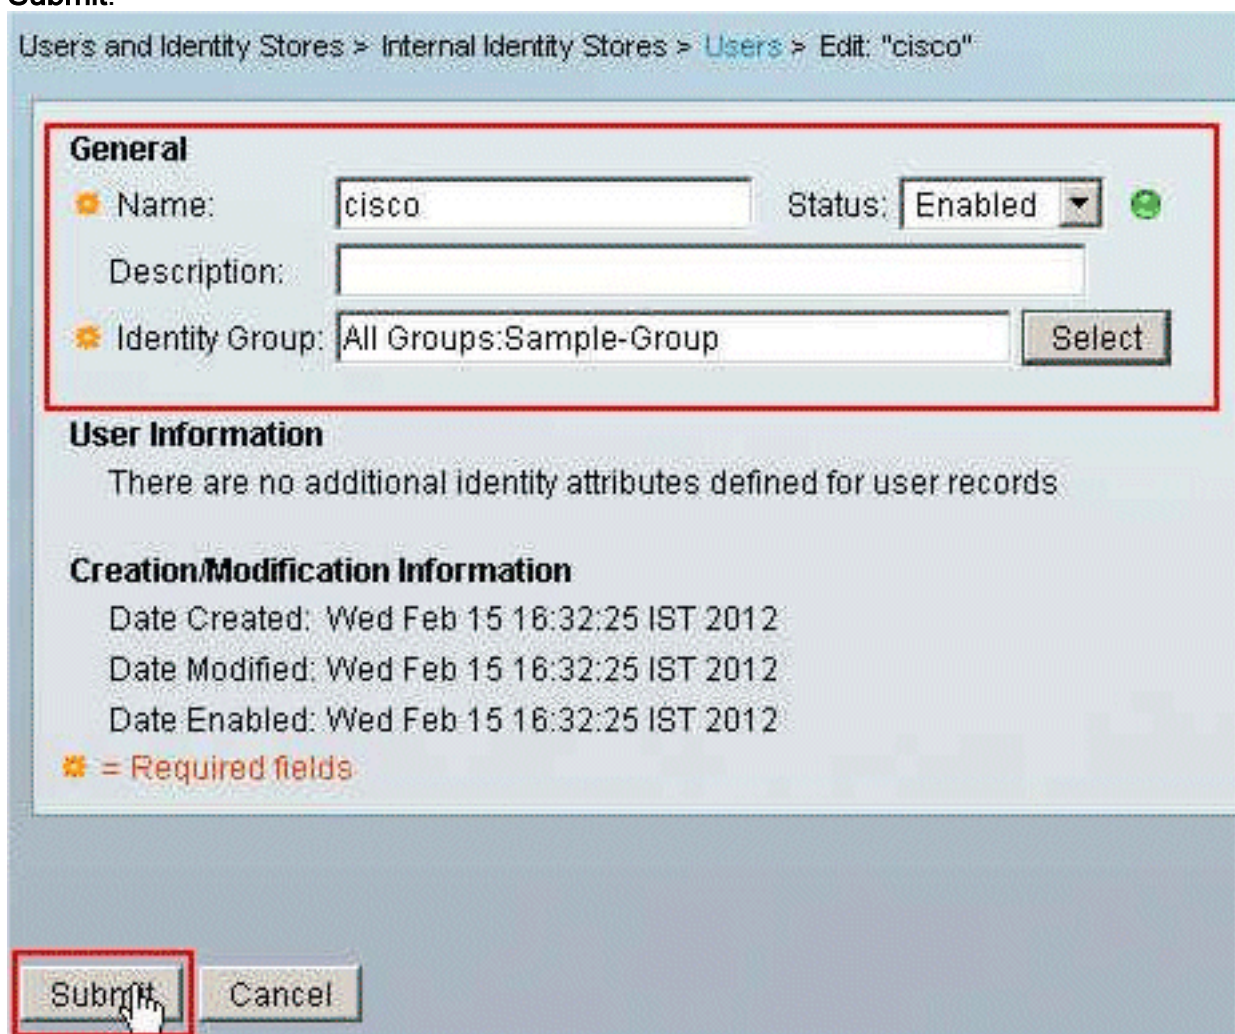 Submit.
Users and Identity Stores > Internal Identity Stores > Users > Edit: "cisco"
General
Name: cisco Status: Enabled
Description:
Identity Group: All Groups:Sample-Group Select
User Information
There are no additional identity attributes defined for user records
Creation/Modification Information
Date Created: Wed Feb 15 16:32:25 IST 2012
Date Modified: Wed Feb 15 16:32:25 IST 2012
Date Enabled: Wed Feb 15 16:32:25 IST 2012
= Required fields
Submit Cancel